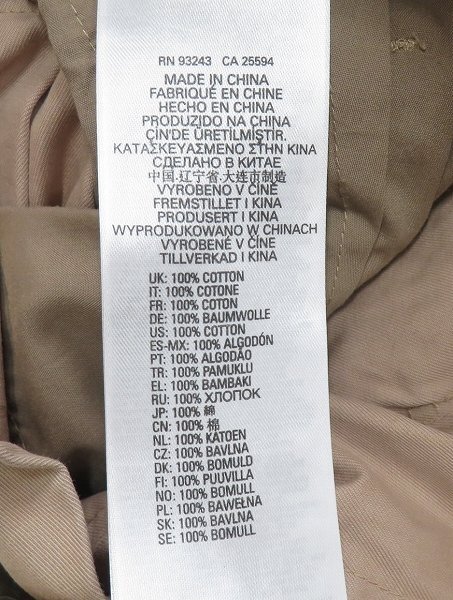 RN 93243 CA 25594
MADE IN CHINA
FABRIQUÉ EN CHINE
HECHO EN CHINA
PRODUZIDO NA CHINA
ÇIN'DE ÜRETILMIŞTIR.
ΚΑΤΑΣΚΕΥΑΣΜΕΝΟ ΣΤΗΝ ΚΙΝΑ
СДЕЛАНО В КИТАЕ
中国.辽宁省.大连市制造
VYROBENO V ČÍNE
FREMSTILLET I KINA
PRODUSERT I KINA
WYPRODUKOWANO W CHINACH
VYROBENÉ V ČÍNE
TILLVERKAD I KINA
UK: 100% COTTON
IT: 100% COTONE
FR: 100% COTON
DE: 100% BAUMWOLLE
US: 100% COTTON
ES-MX: 100% ALGODÓN
PT: 100% ALGODÃO
TR: 100% PAMUKLU
EL: 100% BAMBAKI
RU: 100% ХЛОПОК
JP: 100% 綿
CN: 100% 棉
NL: 100% KATOEN
CZ: 100% BAVLNA
DK: 100% BOMULD
FI: 100% PUUVILLA
NO: 100% BOMULL
PL: 100% BAWEŁNA
SK: 100% BAVLNA
SE: 100% BOMULL